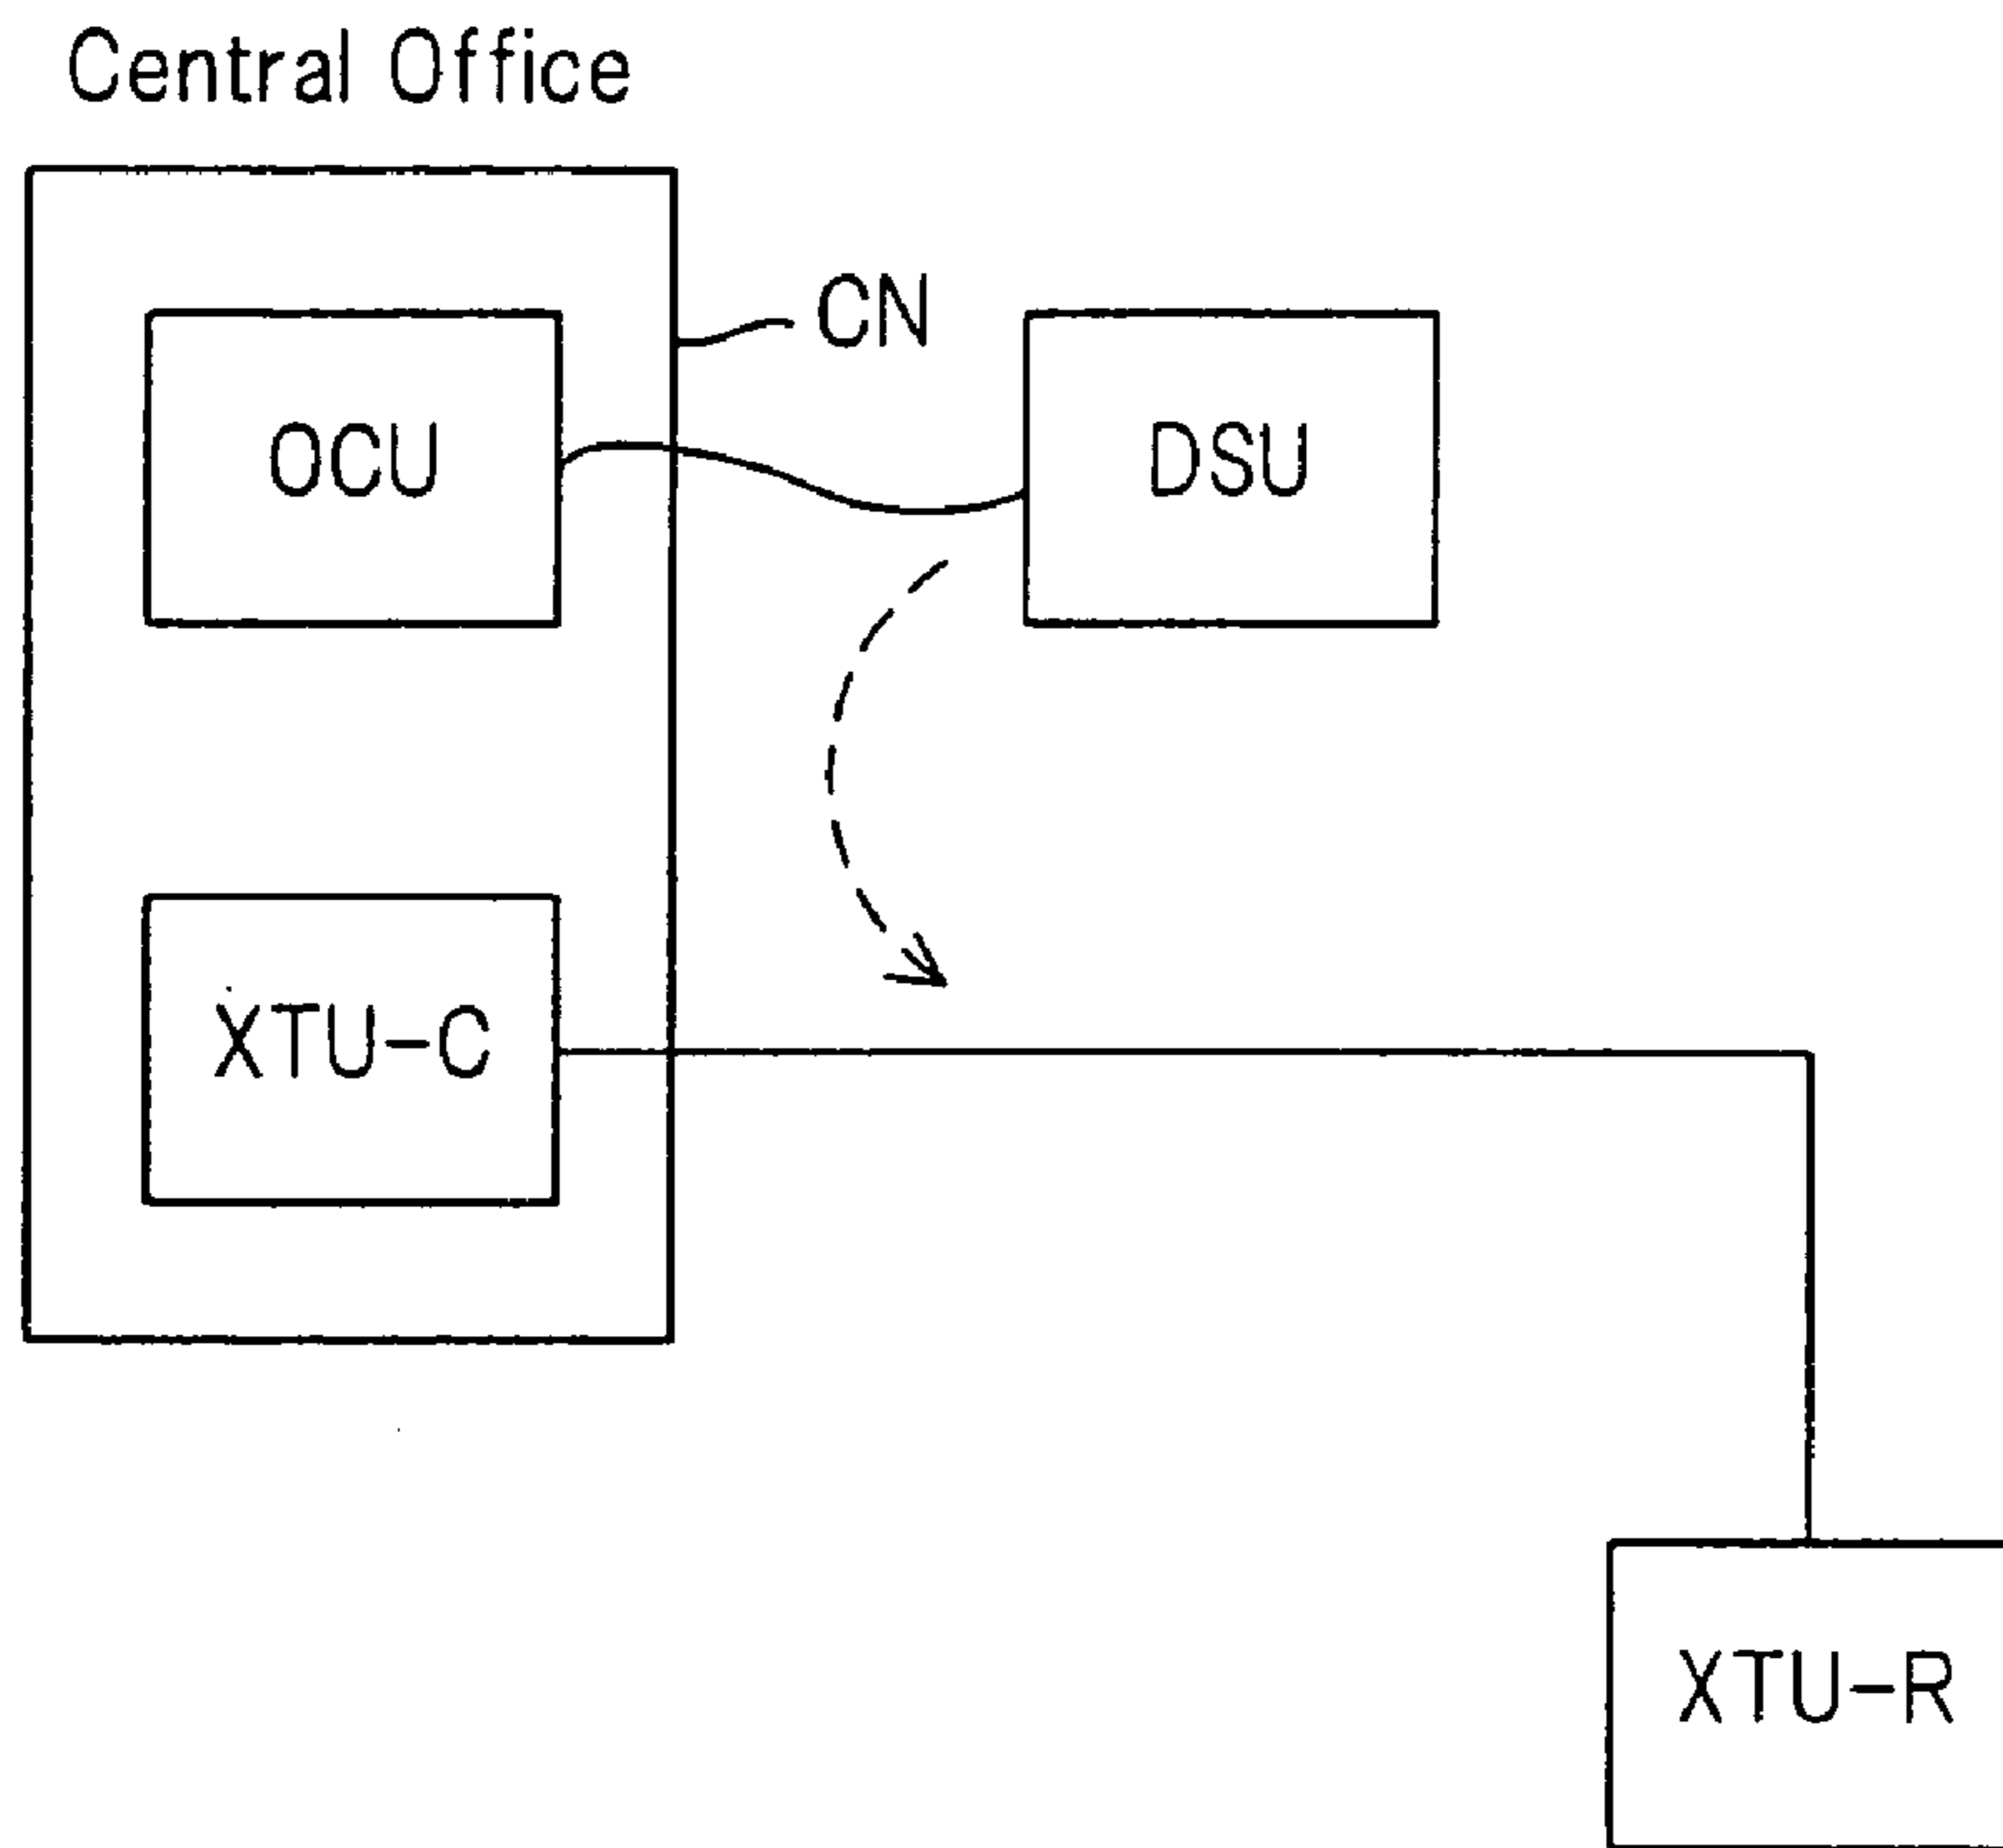 Central Office
CN
OCU
DSU
XTU-C
XTU-R